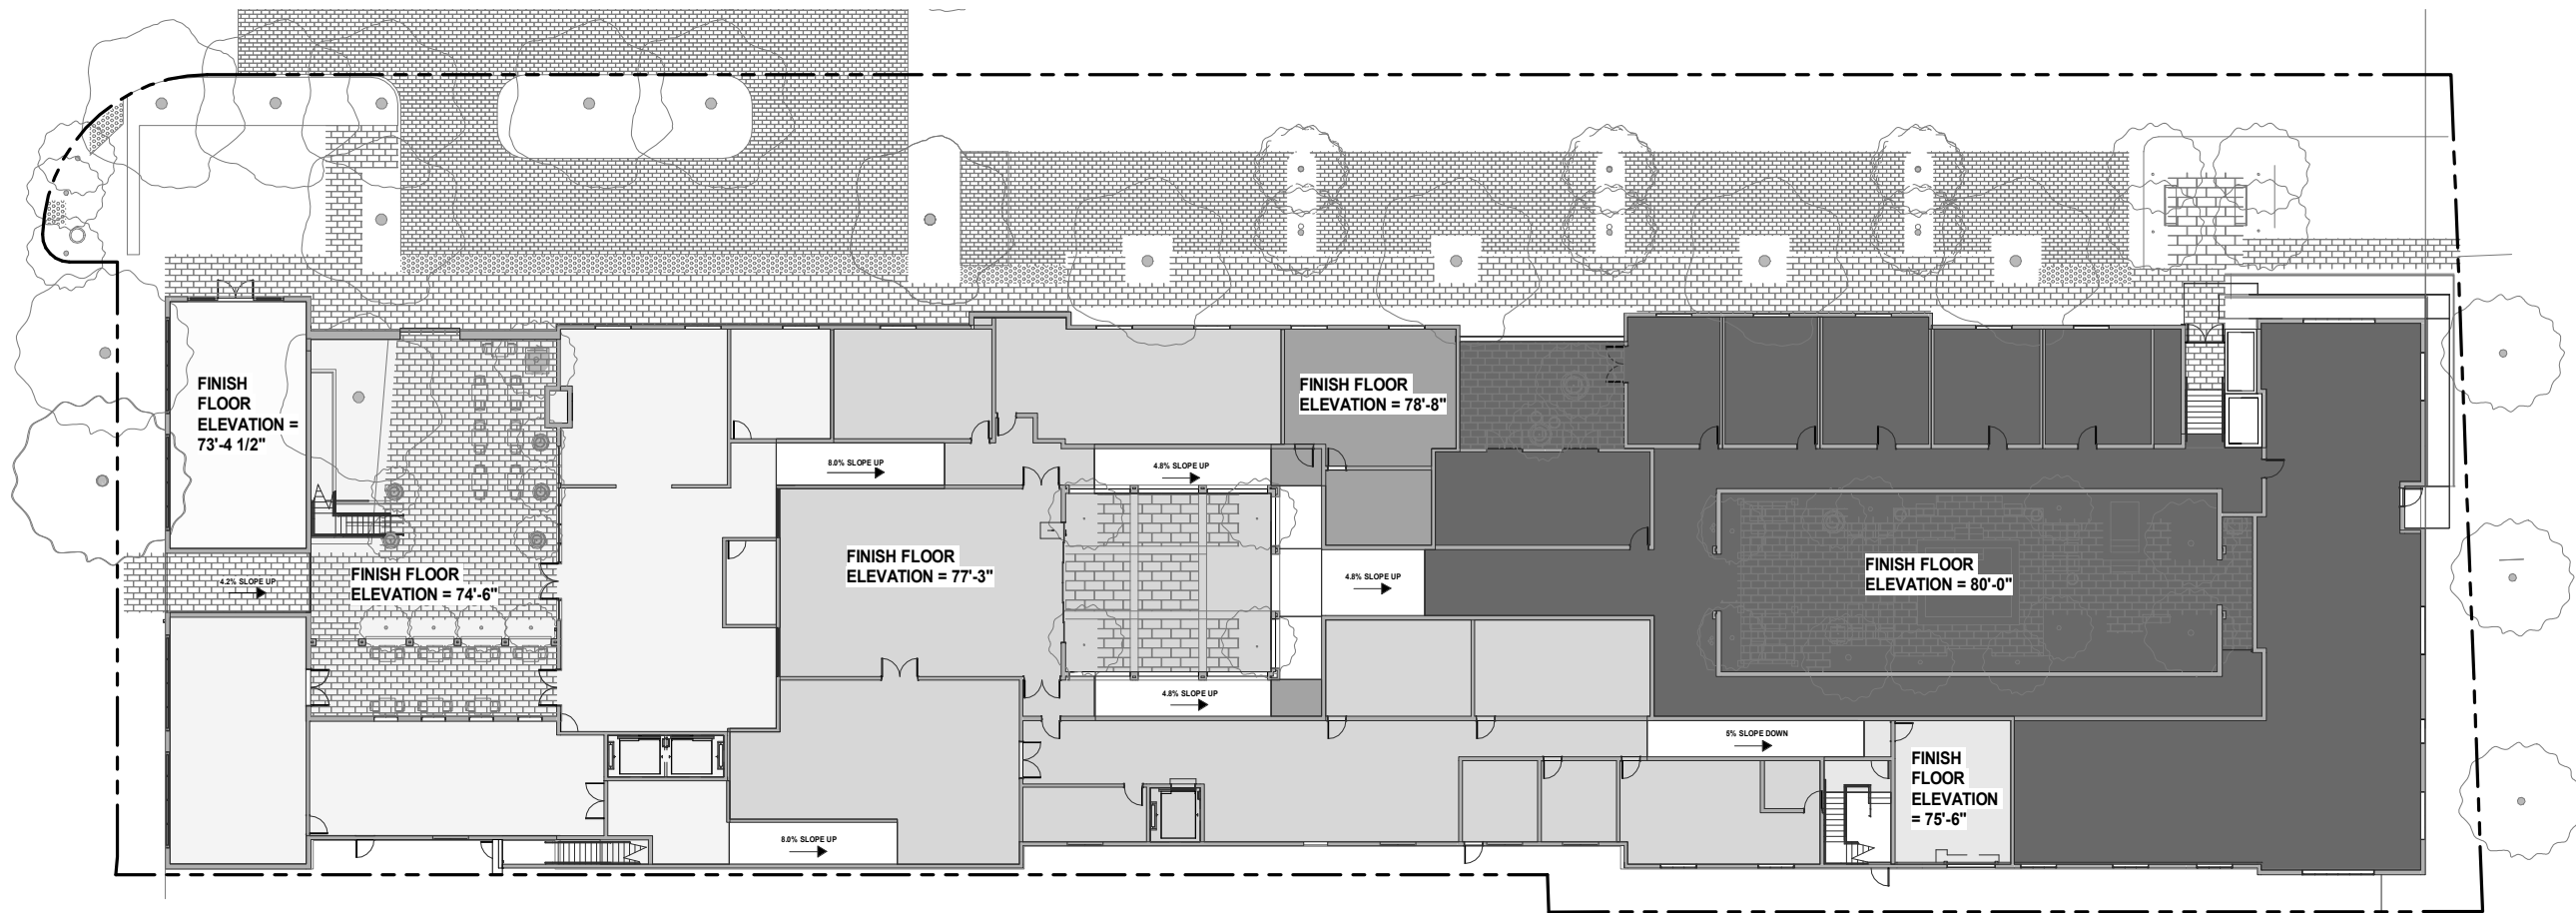 FINISH
FLOOR
ELEVATION =
73'-4 1/2"
4.2% SLOPE UP
FINISH FLOOR
ELEVATION = 74'-6"
8.0% SLOPE UP
FINISH FLOOR
ELEVATION = 77'-3"
8.0% SLOPE UP
4.8% SLOPE UP
4.8% SLOPE UP
FINISH FLOOR
ELEVATION = 78'-8"
4.8% SLOPE UP
FINISH FLOOR
ELEVATION = 80'-0"
5% SLOPE DOWN
FINISH
FLOOR
ELEVATION
= 75'-6"